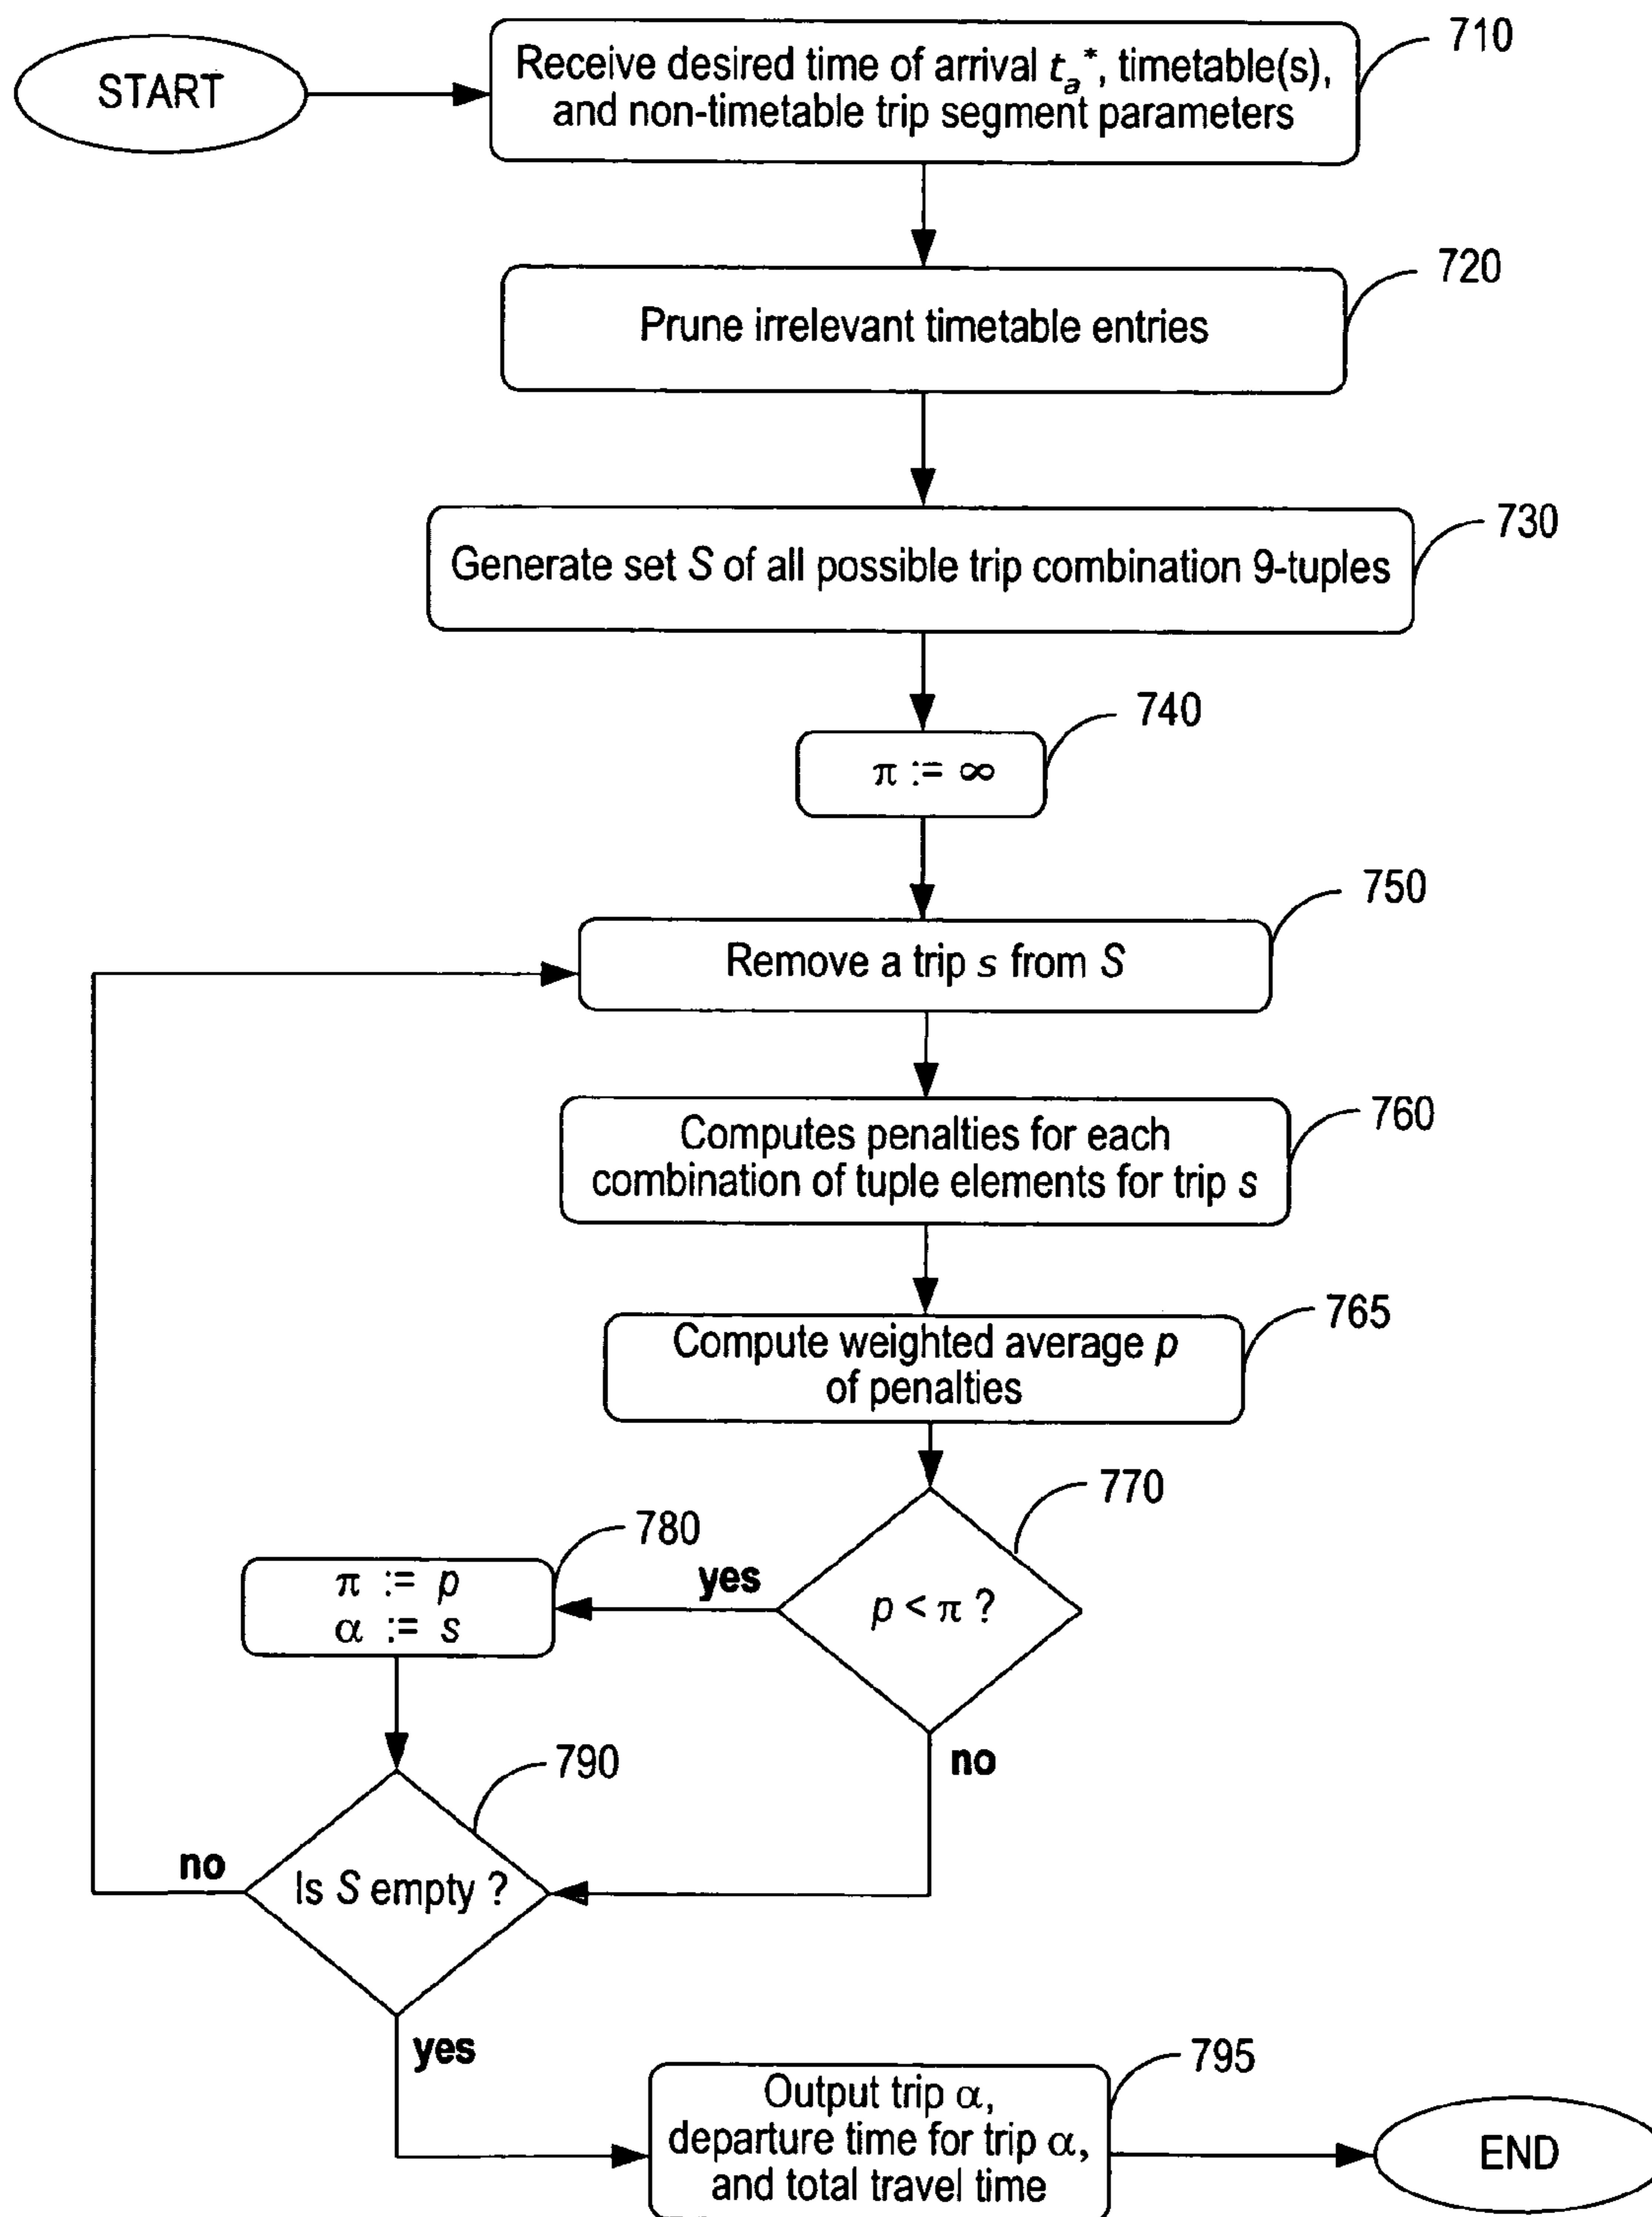 START
Receive desired time of arrival tₐ*, timetable(s),
and non-timetable trip segment parameters
710
Prune irrelevant timetable entries
720
Generate set S of all possible trip combination 9-tuples
730
π := ∞
740
Remove a trip s from S
750
Computes penalties for each
combination of tuple elements for trip s
760
Compute weighted average p
of penalties
765
p < π ?
770
yes
no
π := p
α := s
780
Is S empty ?
790
no
yes
Output trip α,
departure time for trip α,
and total travel time
795
END